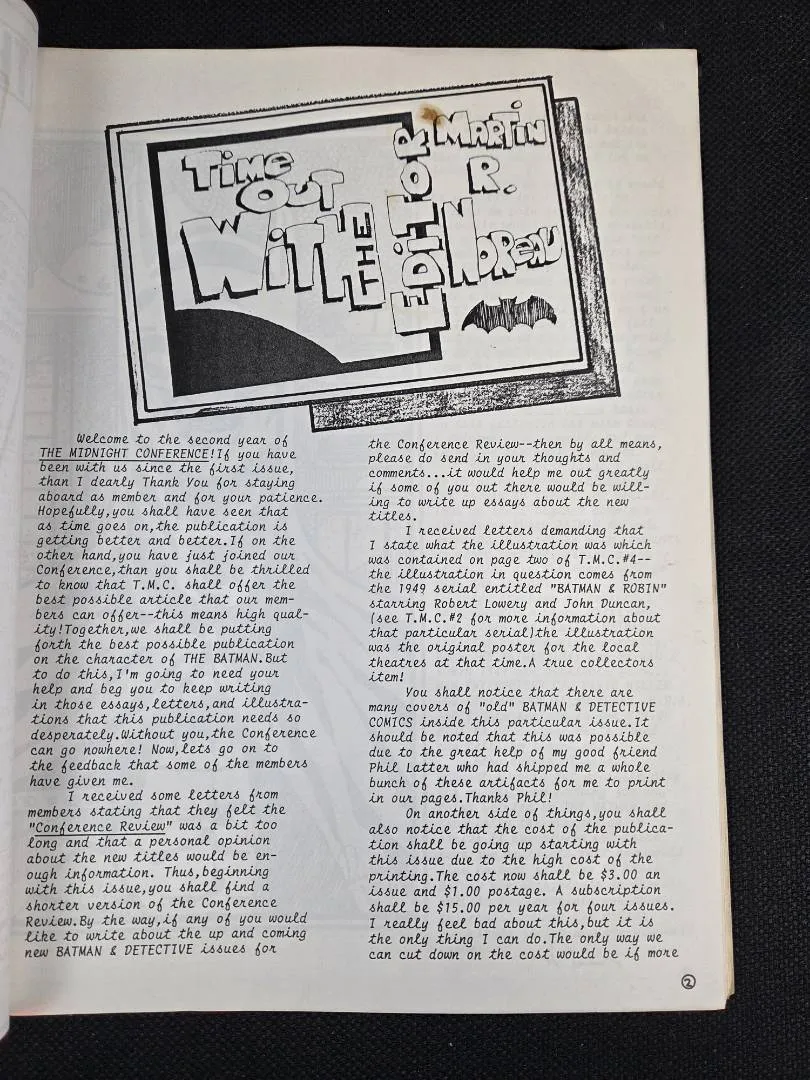 TiME
OUT
WiTH
THE
EDiTOR
MARTiN
R.
NOREAU
Welcome to the second year of
THE MIDNIGHT CONFERENCE!If you have
been with us since the first issue,
than I dearly Thank You for staying
aboard as member and for your patience.
Hopefully,you shall have seen that
as time goes on,the publication is
getting better and better.If on the
other hand,you have just joined our
Conference,than you shall be thrilled
to know that T.M.C. shall offer the
best possible article that our mem-
bers can offer--this means high qual-
ity!Together,we shall be putting
forth the best possible publication
on the character of THE BATMAN.But
to do this,I'm going to need your
help and beg you to keep writing
in those essays,letters,and illustra-
tions that this publication needs so
desperately.Without you,the Conference
can go nowhere! Now,lets go on to
the feedback that some of the members
have given me.
I received some letters from
members stating that they felt the
"Conference Review" was a bit too
long and that a personal opinion
about the new titles would be en-
ough information. Thus,beginning
with this issue,you shall find a
shorter version of the Conference
Review.By the way,if any of you would
like to write about the up and coming
new BATMAN & DETECTIVE issues for
the Conference Review--then by all means,
please do send in your thoughts and
comments...it would help me out greatly
if some of you out there would be will-
ing to write up essays about the new
titles.
I received letters demanding that
I state what the illustration was which
was contained on page two of T.M.C.#4--
the illustration in question comes from
the 1949 serial entitled "BATMAN & ROBIN"
starring Robert Lowery and John Duncan,
(see T.M.C.#2 for more information about
that particular serial)the illustration
was the original poster for the local
theatres at that time.A true collectors
item!
You shall notice that there are
many covers of "old" BATMAN & DETECTIVE
COMICS inside this particular issue.It
should be noted that this was possible
due to the great help of my good friend
Phil Latter who had shipped me a whole
bunch of these artifacts for me to print
in our pages.Thanks Phil!
On another side of things,you shall
also notice that the cost of the publica-
tion shall be going up starting with
this issue due to the high cost of the
printing.The cost now shall be $3.00 an
issue and $1.00 postage. A subscription
shall be $15.00 per year for four issues.
I really feel bad about this,but it is
the only thing I can do.The only way we
can cut down on the cost would be if more
2